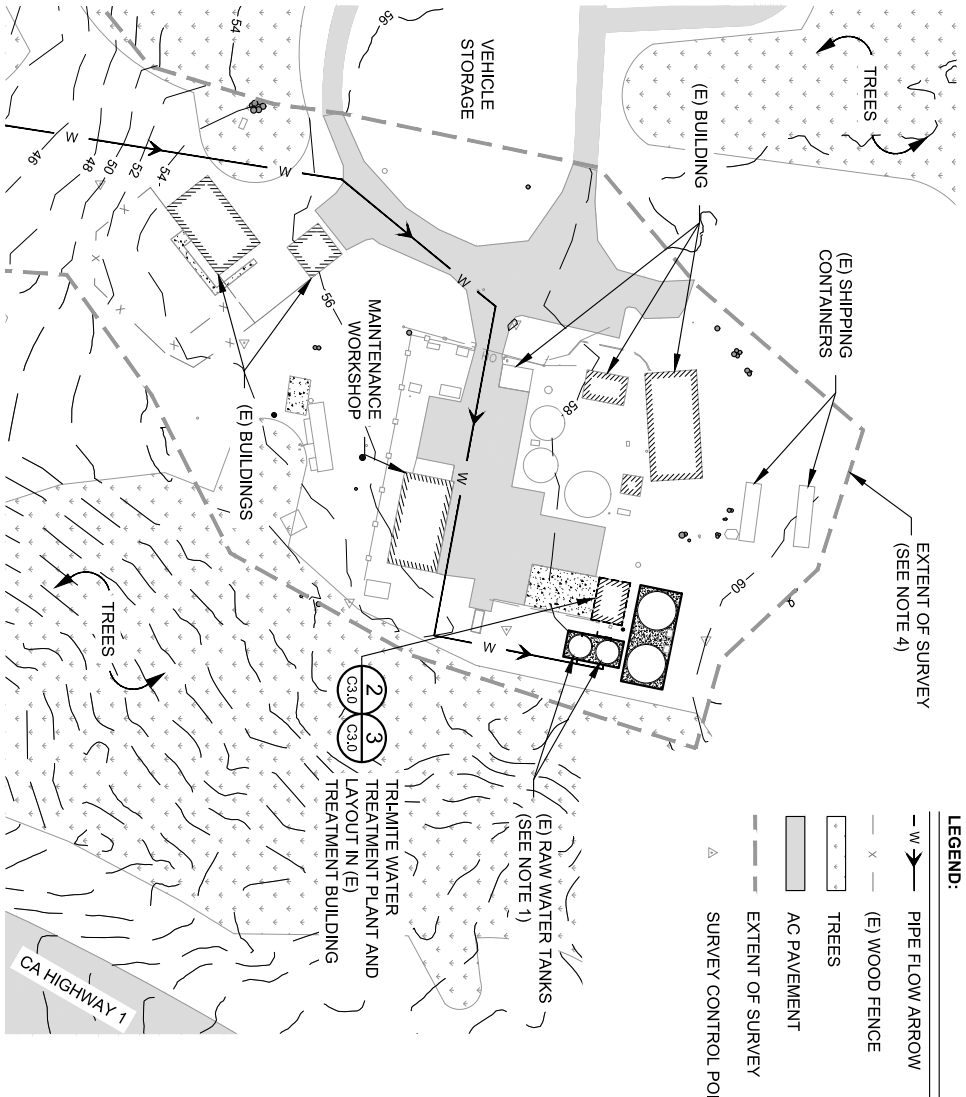 VEHICLE
STORAGE
TREES
(E) BUILDING
(E) SHIPPING
CONTAINERS
EXTENT OF SURVEY
(SEE NOTE 4)
MAINTENANCE
WORKSHOP
(E) BUILDINGS
TREES
2
C3.0
3
C3.0
TRI-MITE WATER
TREATMENT PLANT AND
LAYOUT IN (E)
TREATMENT BUILDING
(E) RAW WATER TANKS
(SEE NOTE 1)
CA HIGHWAY 1
54
56
46
48
50
52
54
56
58
60
W
W
W
W
W
W
LEGEND:
W PIPE FLOW ARROW
X (E) WOOD FENCE
TREES
AC PAVEMENT
EXTENT OF SURVEY
SURVEY CONTROL